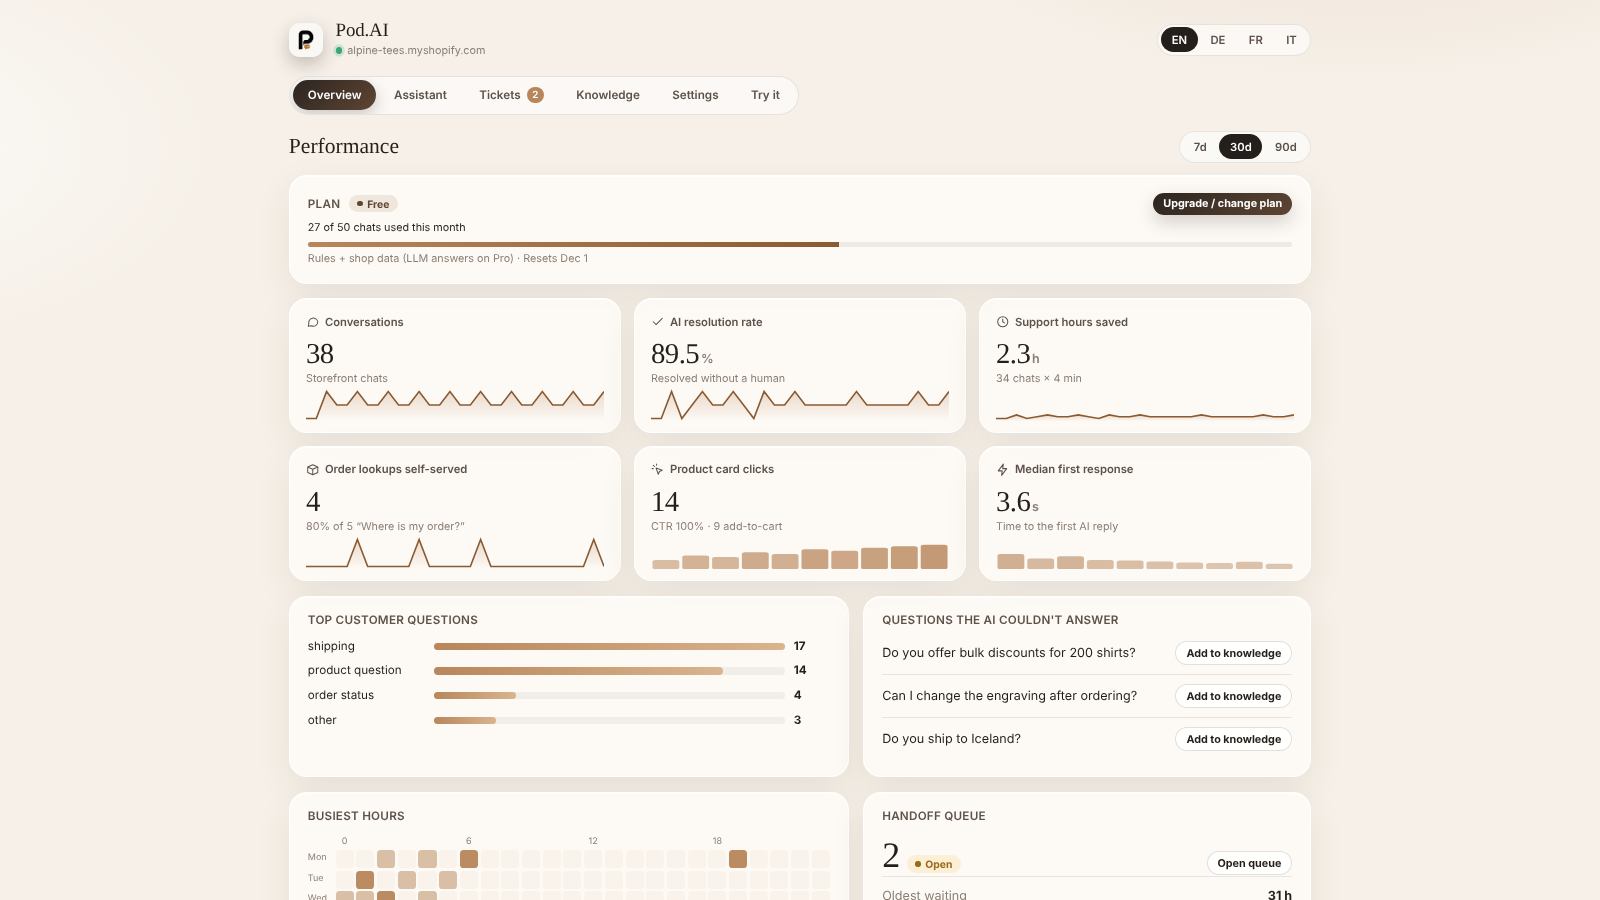 Pod.AI
alpine-tees.myshopify.com
EN DE FR IT
Overview Assistant Tickets 2 Knowledge Settings Try it
Performance
7d 30d 90d
PLAN Free
Upgrade / change plan
27 of 50 chats used this month
Rules + shop data (LLM answers on Pro) · Resets Dec 1
Conversations
38
Storefront chats
AI resolution rate
89.5%
Resolved without a human
Support hours saved
2.3h
34 chats × 4 min
Order lookups self-served
4
80% of 5 “Where is my order?”
Product card clicks
14
CTR 100% · 9 add-to-cart
Median first response
3.6s
Time to the first AI reply
TOP CUSTOMER QUESTIONS
shipping 17
product question 14
order status 4
other 3
QUESTIONS THE AI COULDN'T ANSWER
Do you offer bulk discounts for 200 shirts? Add to knowledge
Can I change the engraving after ordering? Add to knowledge
Do you ship to Iceland? Add to knowledge
BUSIEST HOURS
0 6 12 18
Mon
Tue
Wed
HANDOFF QUEUE
2 Open Open queue
Oldest waiting 31 h